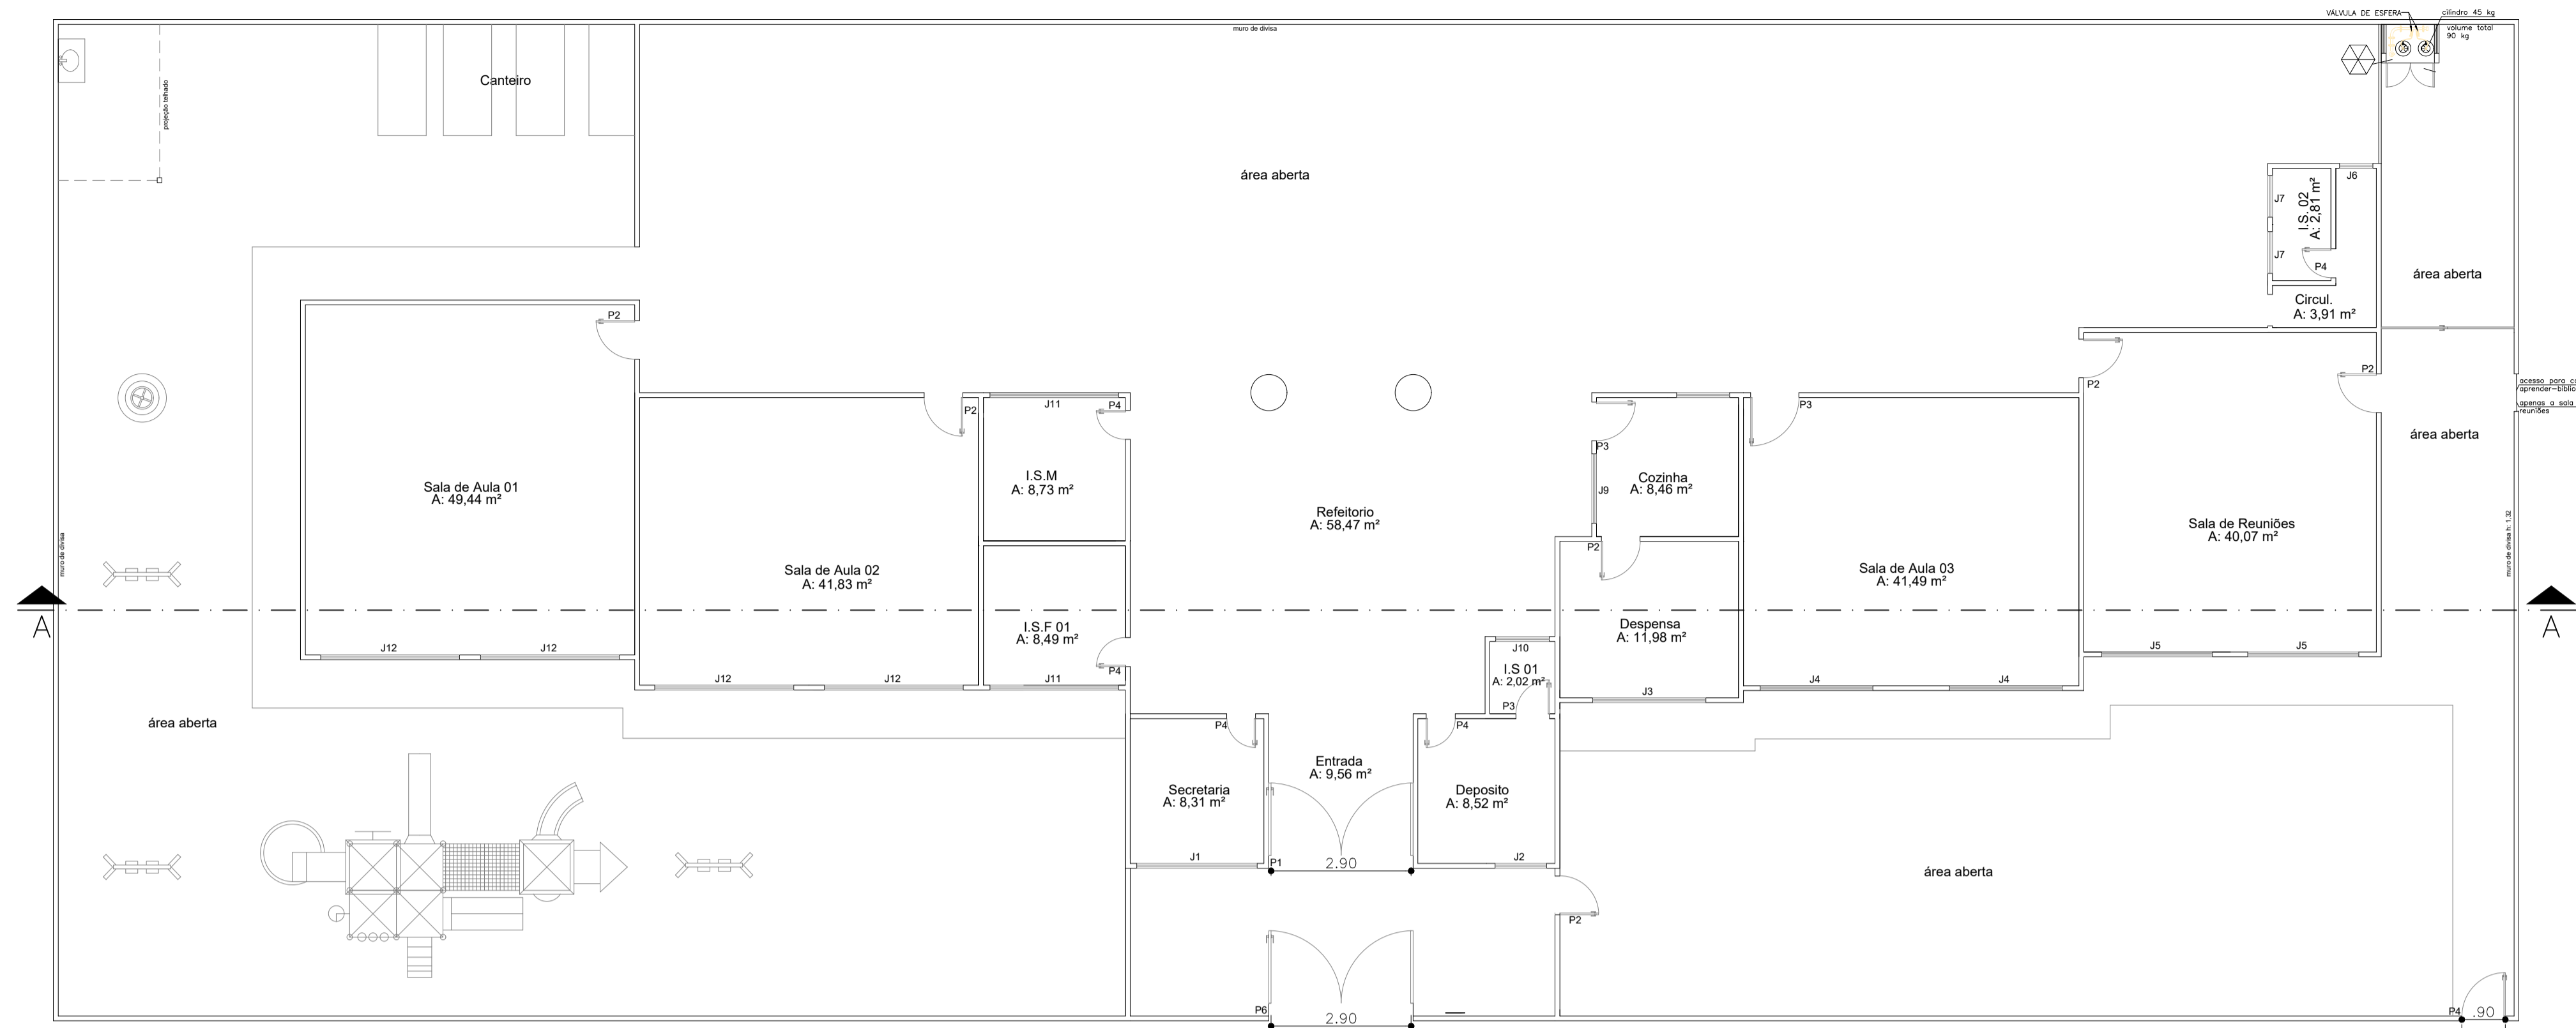 VÁLVULA DE ESFERA
cilindro 45 kg
volume total
90 kg
muro de divisa
Canteiro
projeção telhado
área aberta
J6
J7
I.S. 02
A: 2,81 m²
J7
P4
área aberta
Circul.
A: 3,91 m²
P2
P2
P2
acesso para
aprender-biblio
apenas a sala
reuniões
P2
J11
P4
P3
P3
área aberta
Sala de Aula 01
A: 49,44 m²
I.S.M
A: 8,73 m²
Refeitorio
A: 58,47 m²
J9
Cozinha
A: 8,46 m²
Sala de Reuniões
A: 40,07 m²
muro de divisa
muro de divisa h: 1,32
P2
Sala de Aula 02
A: 41,83 m²
Sala de Aula 03
A: 41,49 m²
A
A
I.S.F 01
A: 8,49 m²
Despensa
A: 11,98 m²
J12
J12
J10
J5
J5
I.S 01
A: 2,02 m²
P4
J12
J12
J11
J4
J4
J3
P3
área aberta
P4
P4
Entrada
A: 9,56 m²
Secretaria
A: 8,31 m²
Deposito
A: 8,52 m²
J1
P1
2.90
J2
área aberta
P2
P6
2.90
P4
.90